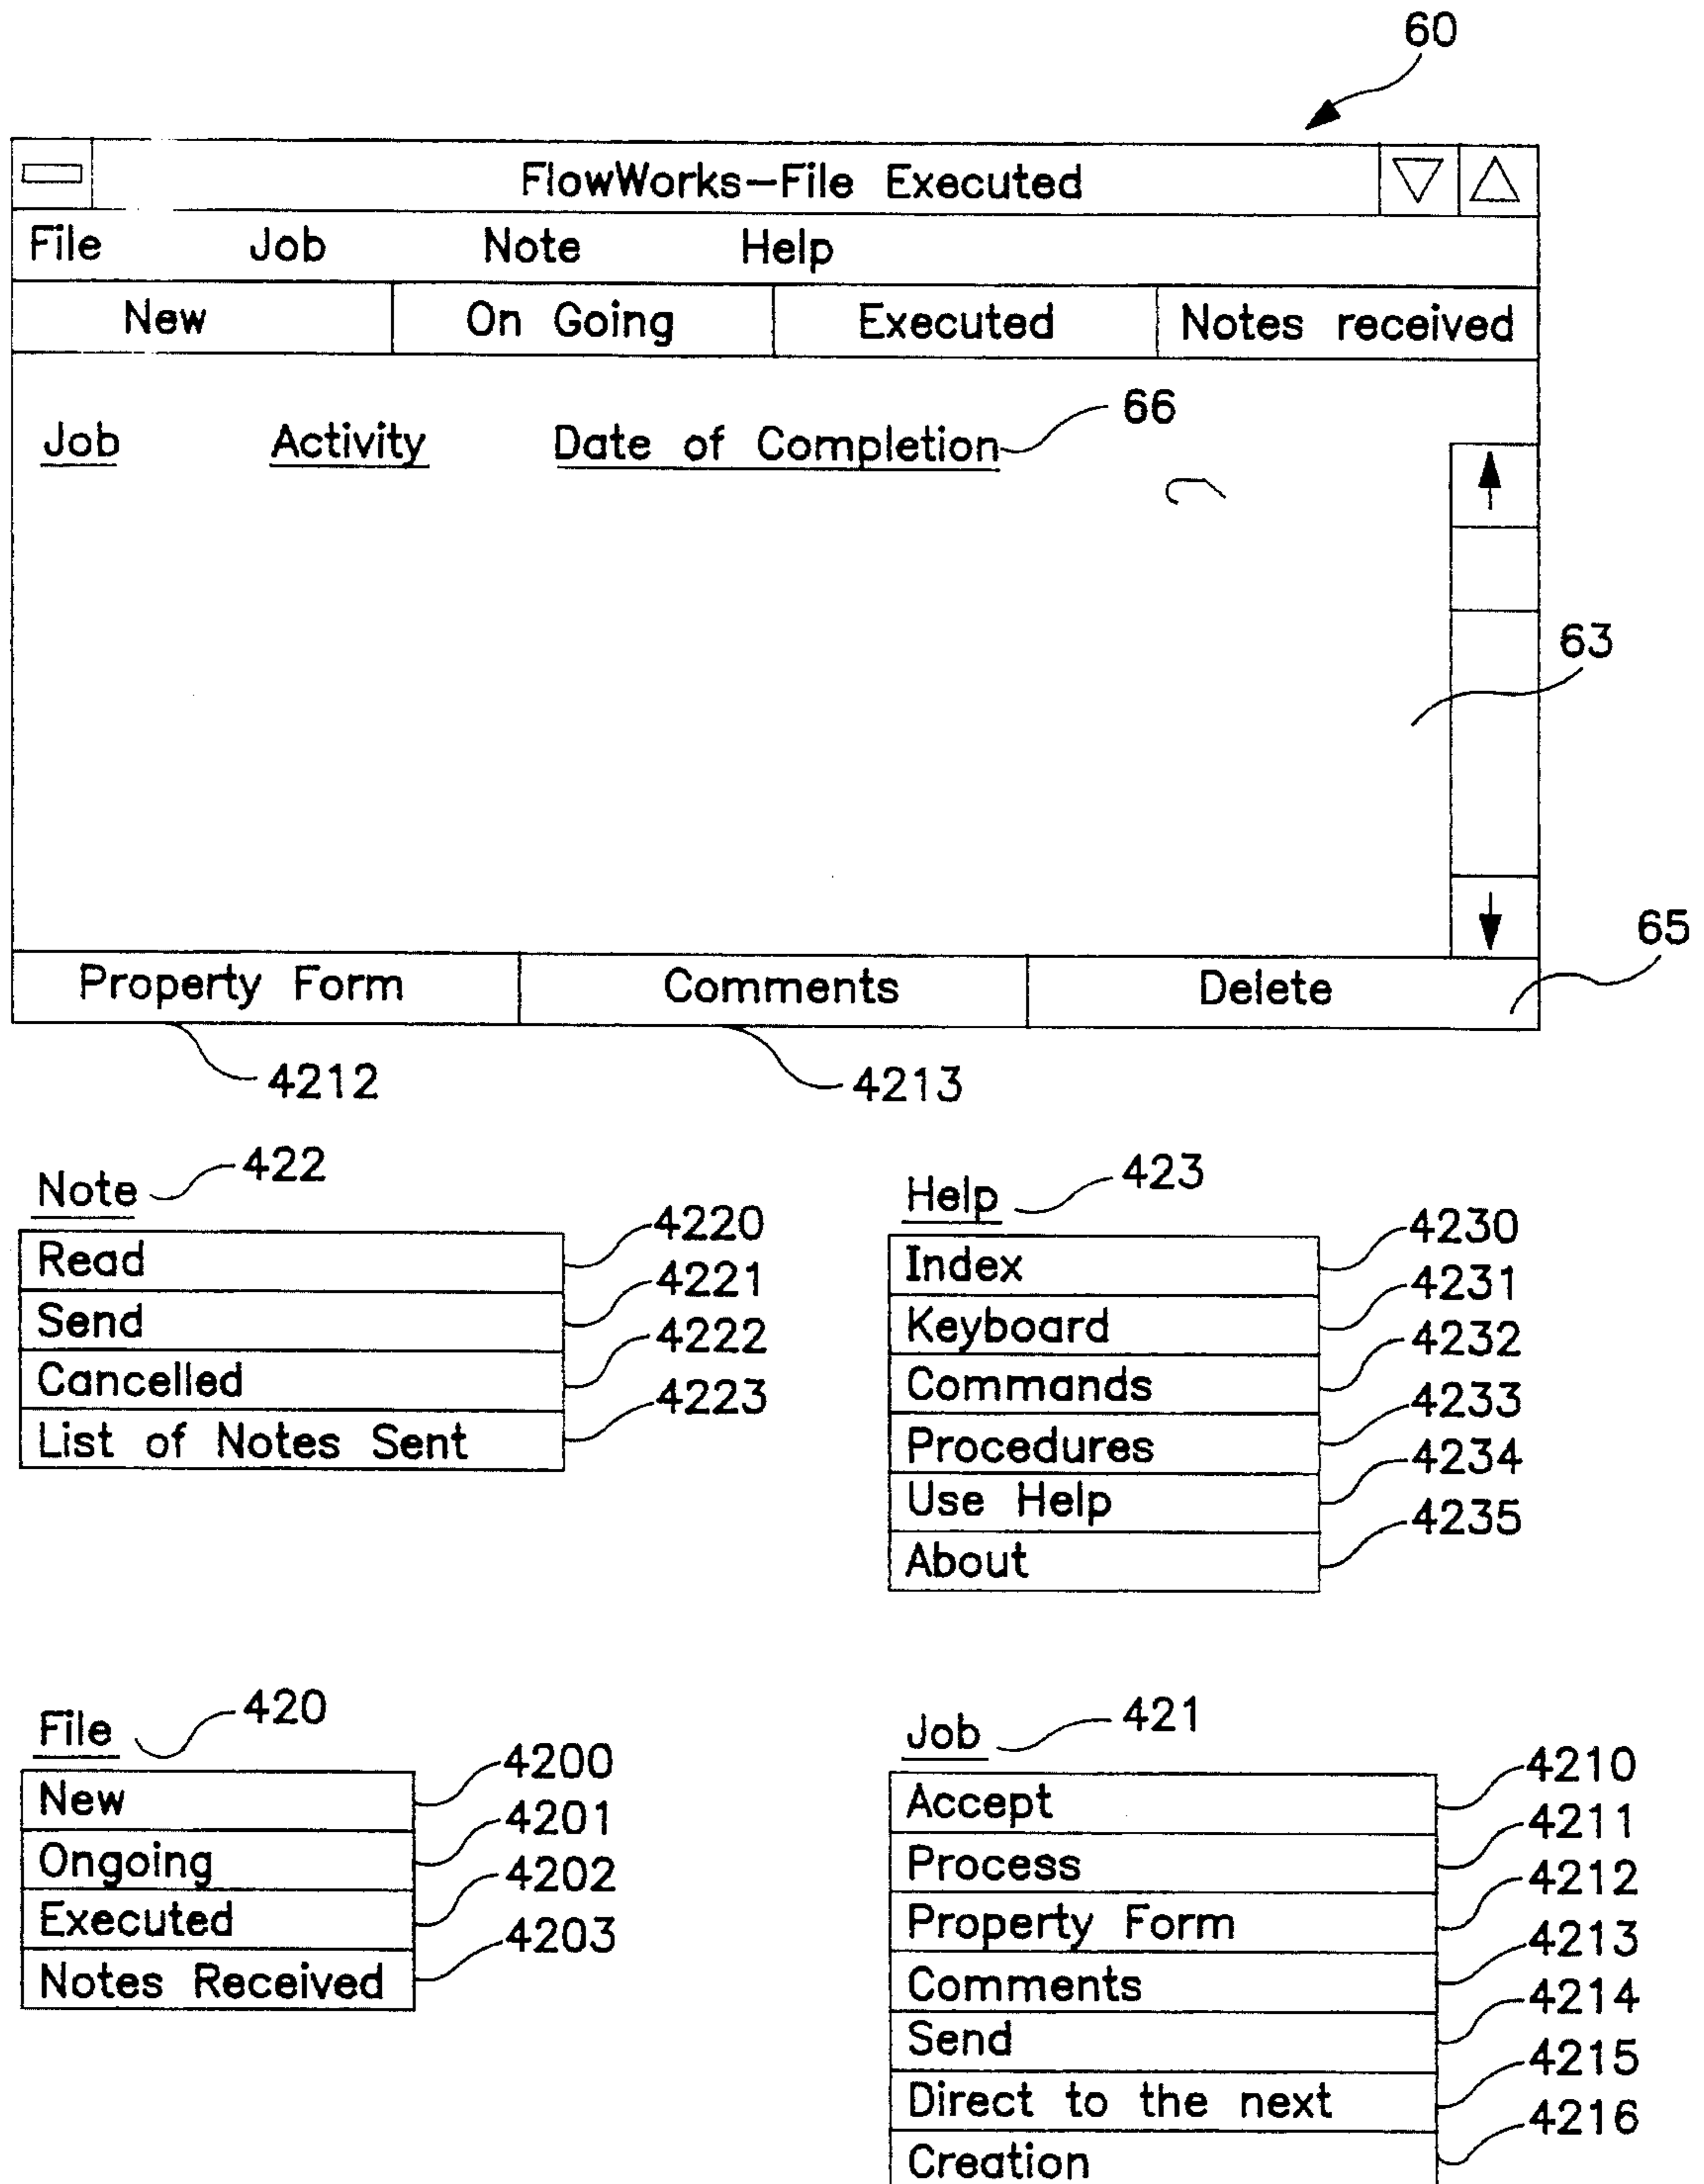 60
FlowWorks-File Executed
File Job Note Help
New On Going Executed Notes received
66
Job Activity Date of Completion
63
65
Property Form Comments Delete
4212 4213
Note 422
Read 4220
Send 4221
Cancelled 4222
List of Notes Sent 4223
Help 423
Index 4230
Keyboard 4231
Commands 4232
Procedures 4233
Use Help 4234
About 4235
File 420
New 4200
Ongoing 4201
Executed 4202
Notes Received 4203
Job 421
Accept 4210
Process 4211
Property Form 4212
Comments 4213
Send 4214
Direct to the next 4215
Creation 4216